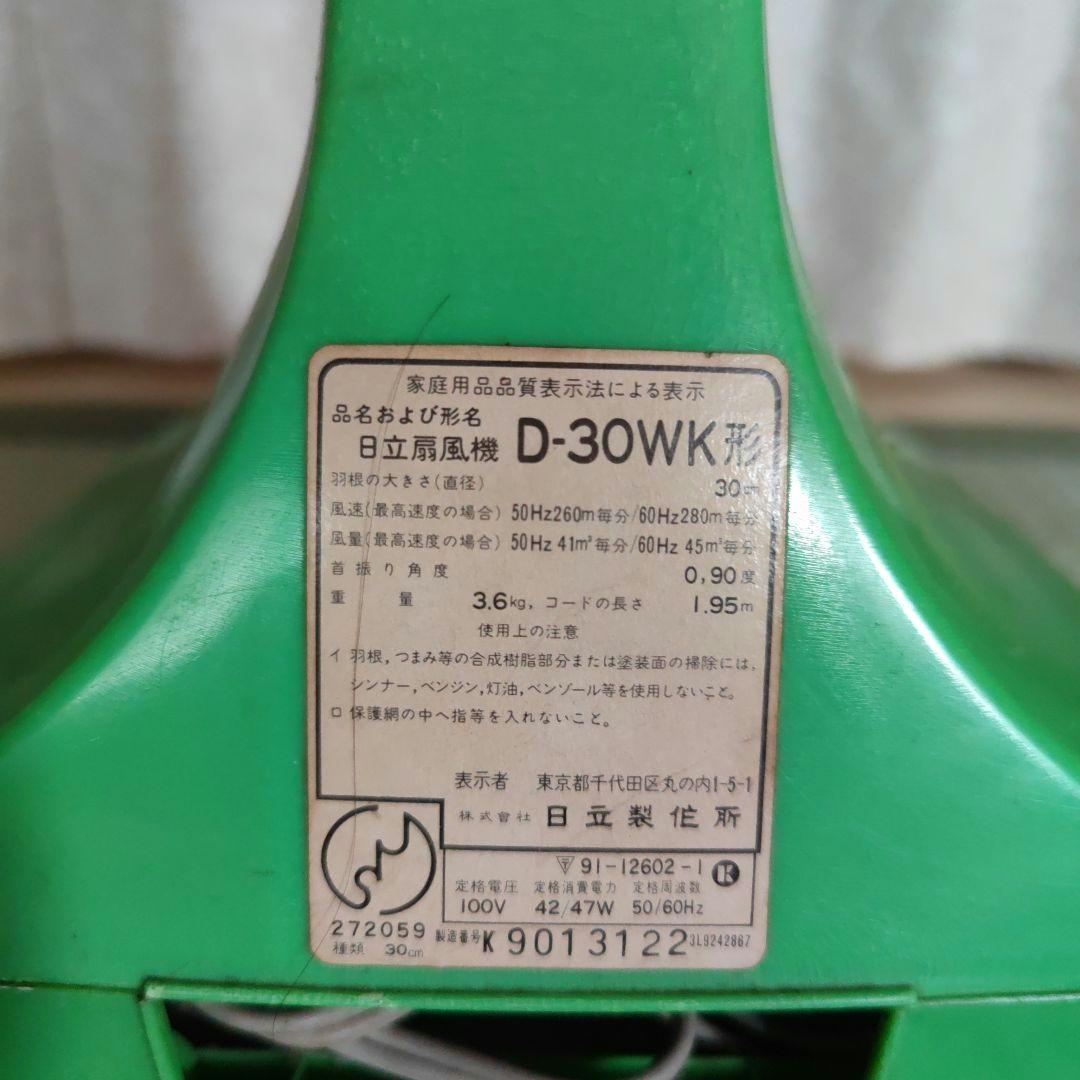 家庭用品品質表示法による表示
品名および形名
日立扇風機 D-30WK形
羽根の大きさ(直径) 30cm
風速(最高速度の場合) 50Hz260m毎分/60Hz280m毎分
風量(最高速度の場合) 50Hz 41m³毎分/60Hz 45m³毎分
首振り角度 0,90度
重量 3.6kg, コードの長さ 1.95m
使用上の注意
イ 羽根,つまみ等の合成樹脂部分または塗装面の掃除には、
シンナー,ベンジン,灯油,ベンゾール等を使用しないこと。
ロ 保護網の中へ指等を入れないこと。
表示者 東京都千代田区丸の内1-5-1
株式會社 日立製作所
〒 91-12602-1 K
定格電圧 定格消費電力 定格周波数
100V 42/47W 50/60Hz
272059
種類 30cm
製造番号 K 9013122 3L9242867